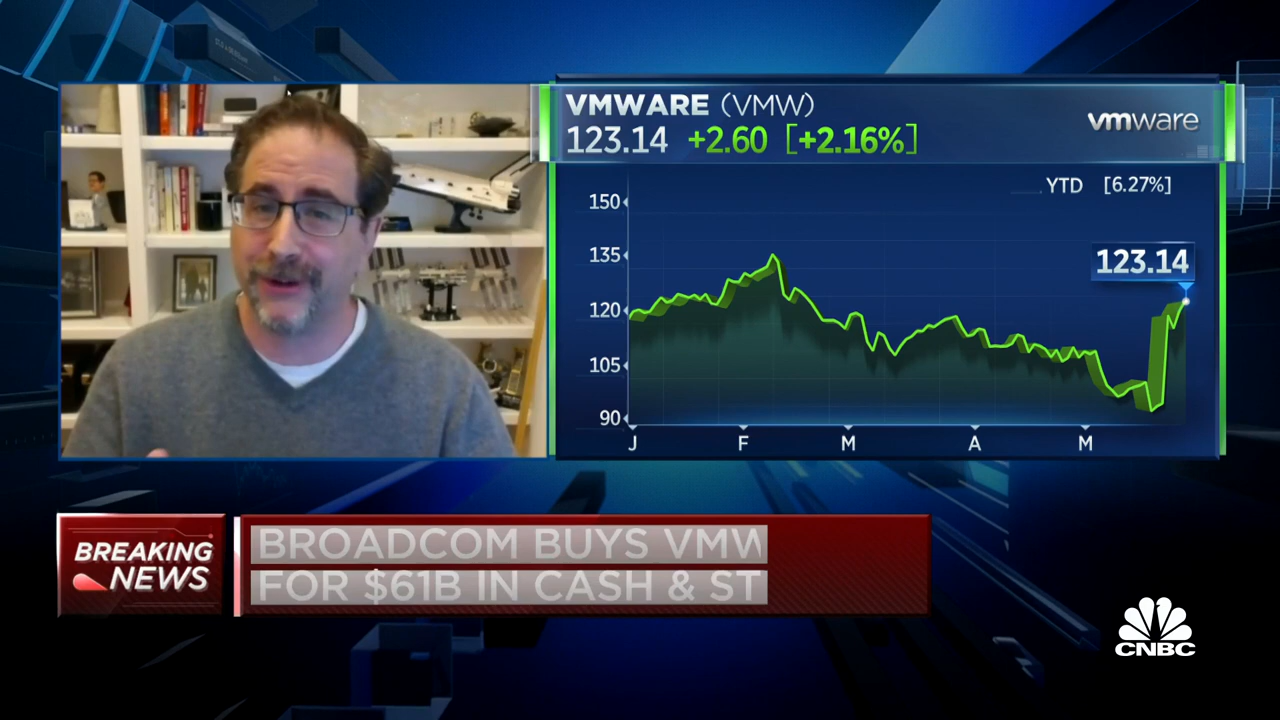 VMWARE (VMW)
123.14 +2.60 [+2.16%]
vmware
YTD [6.27%]
150
135
120
105
90
123.14
J F M A M
BREAKING
NEWS
BROADCOM BUYS VMW
FOR $61B IN CASH & ST
CNBC